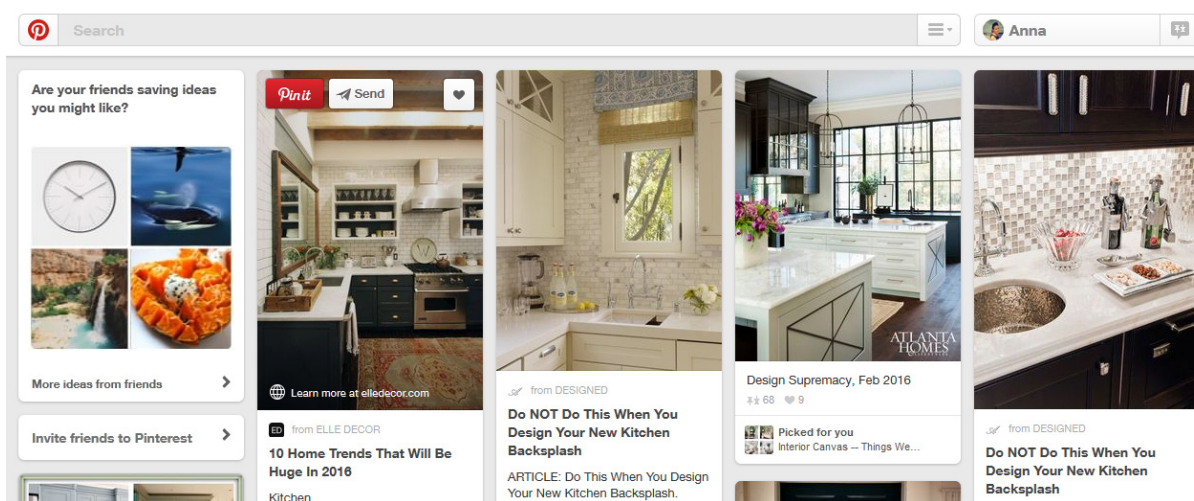 Search
Anna
Are your friends saving ideas
you might like?
More ideas from friends
Invite friends to Pinterest
Pin it
Send
Learn more at elledecor.com
ED
from ELLE DECOR
10 Home Trends That Will Be
Huge In 2016
Kitchen
from DESIGNED
Do NOT Do This When You
Design Your New Kitchen
Backsplash
ARTICLE: Do This When You Design
Your New Kitchen Backsplash.
ATLANTA
HOMES
Design Supremacy, Feb 2016
68 9
Picked for you
Interior Canvas -- Things We...
from DESIGNED
Do NOT Do This When You
Design Your New Kitchen
Backsplash